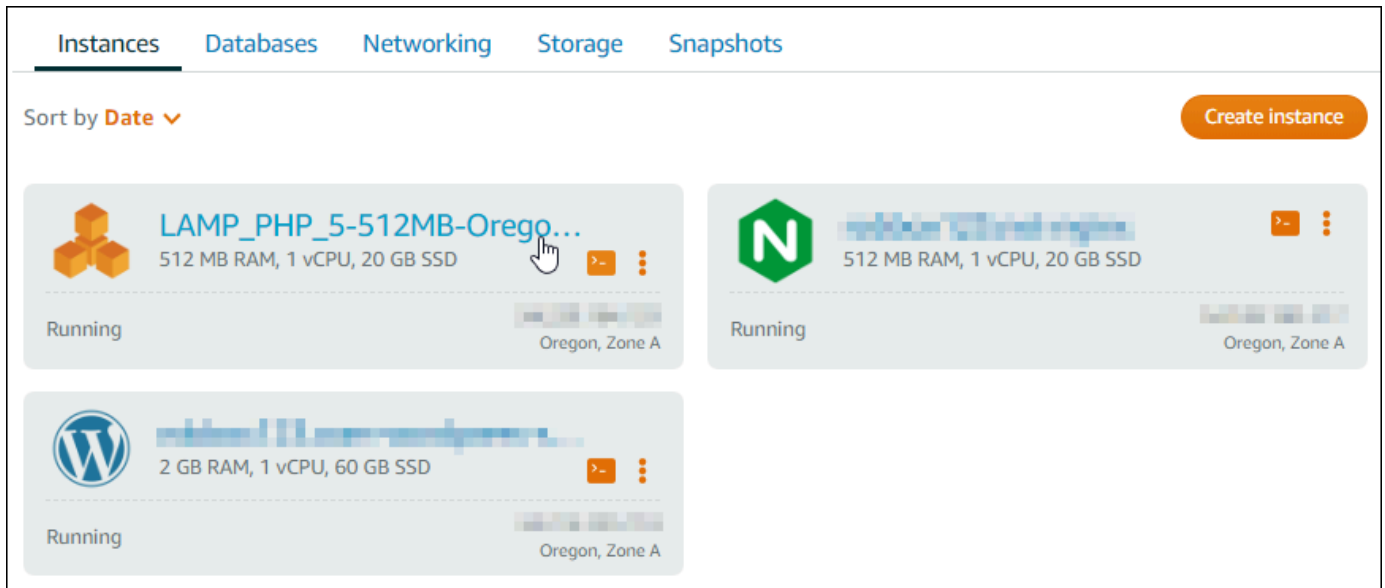 Instances Databases Networking Storage Snapshots
Sort by Date
Create instance
LAMP_PHP_5-512MB-Orego...
512 MB RAM, 1 vCPU, 20 GB SSD
Running
Oregon, Zone A
N
512 MB RAM, 1 vCPU, 20 GB SSD
Running
Oregon, Zone A
W
2 GB RAM, 1 vCPU, 60 GB SSD
Running
Oregon, Zone A